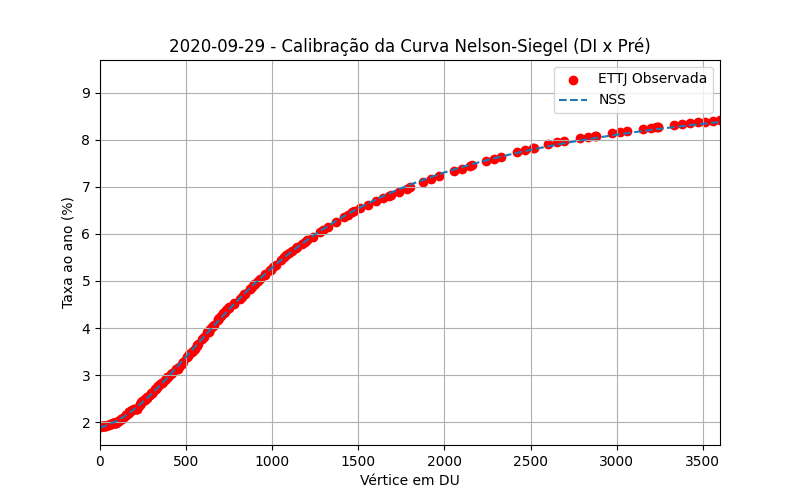 2020-09-29 - Calibração da Curva Nelson-Siegel (DI x Pré)
ETTJ Observada
NSS
Taxa ao ano (%)
9
8
7
6
5
4
3
2
0 500 1000 1500 2000 2500 3000 3500
Vértice em DU